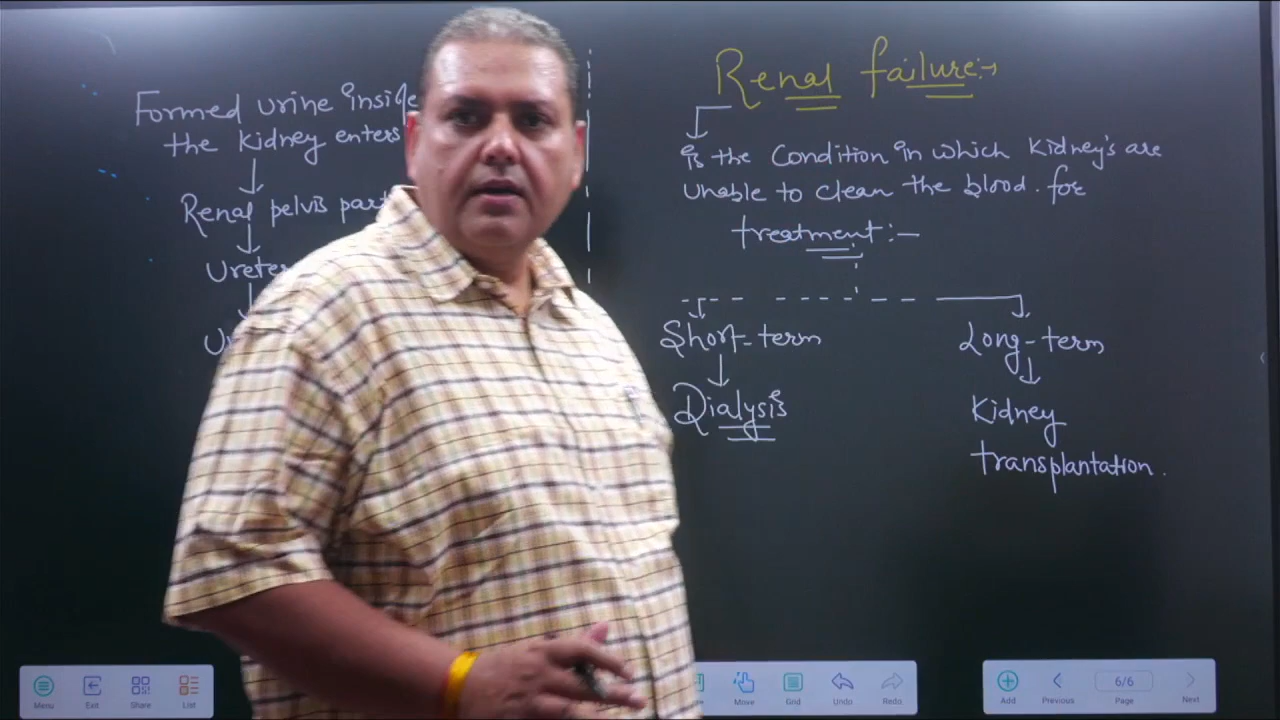 Formed urine inside
the kidney enters
Renal pelvis part
Ureter
Renal failure:→
is the condition in which kidney's are
unable to clean the blood. for
treatment:-
Short-term
Long-term
Dialysis
Kidney
transplantation.
Menu
Exit
Share
List
Move
Grid
Undo
Redo
Add
Previous
6/6
Page
Next